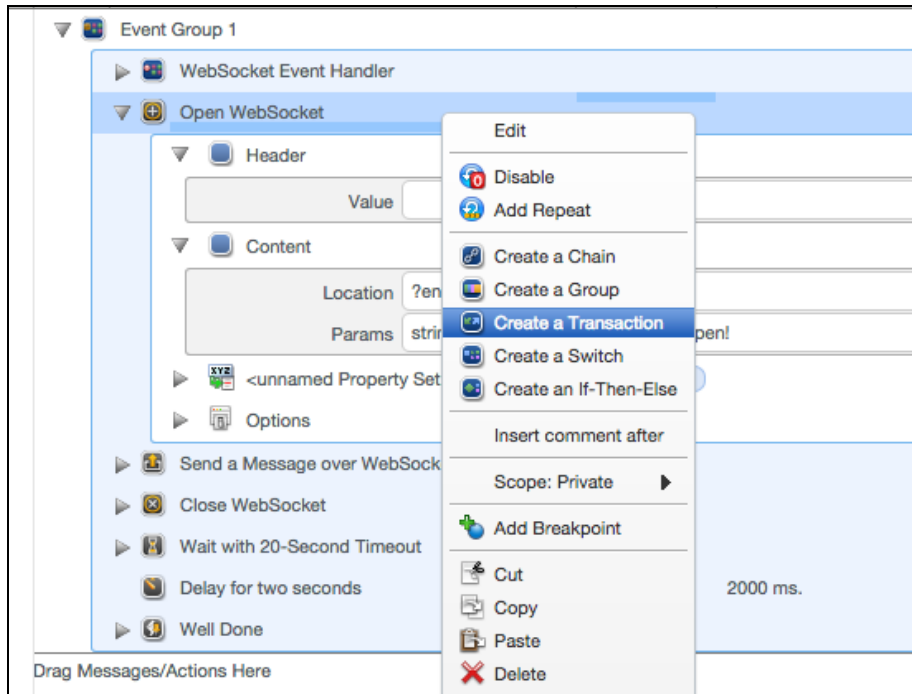 Event Group 1
WebSocket Event Handler
Open WebSocket
Edit
Header
Disable
Value
Add Repeat
Content
Create a Chain
Location ?en
Create a Group
Params strin
Create a Transaction
pen!
Create a Switch
XYZ
<unnamed Property Set
Create an If-Then-Else
Options
Insert comment after
Send a Message over WebSock
Scope: Private
Close WebSocket
Add Breakpoint
Wait with 20-Second Timeout
Cut
Delay for two seconds
2000 ms.
Copy
Well Done
Paste
Drag Messages/Actions Here
Delete